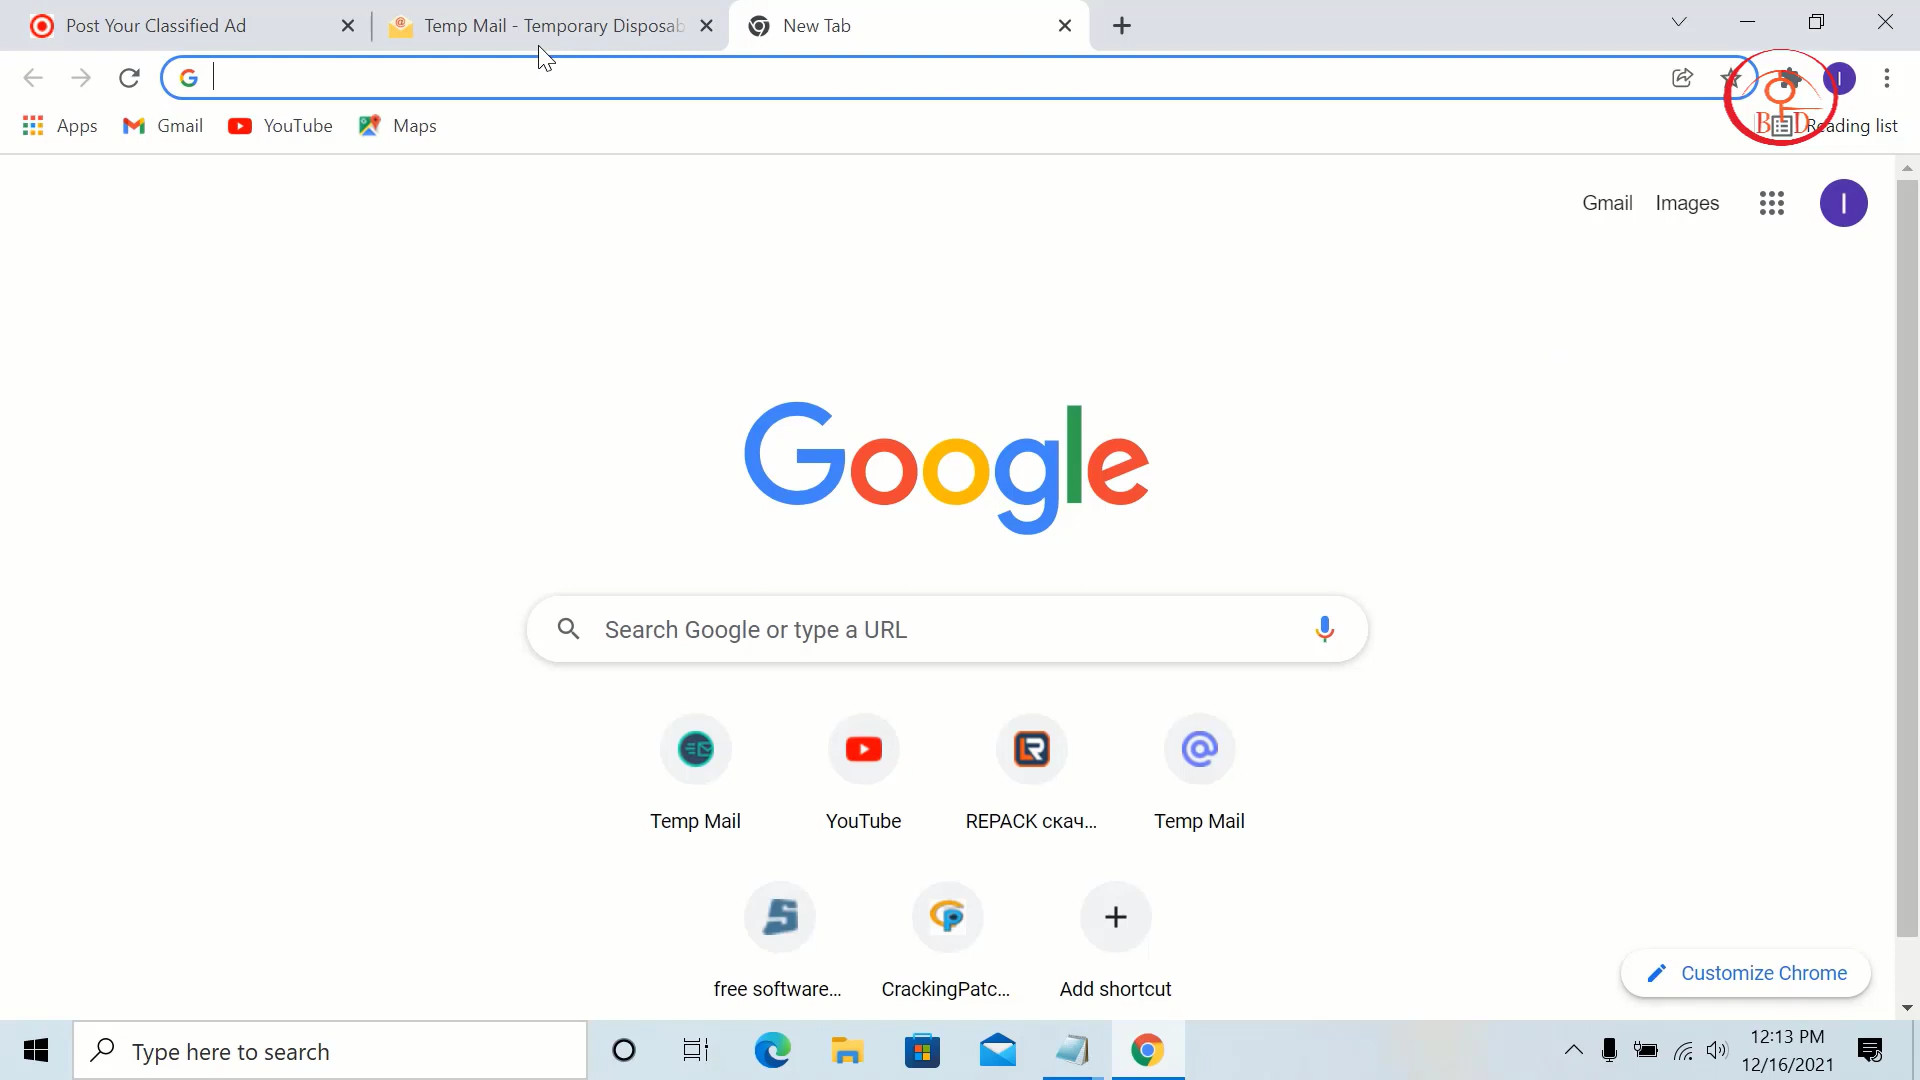 Post Your Classified Ad
Temp Mail - Temporary Disposab
New Tab
Apps
Gmail
YouTube
Maps
B D
Reading list
Gmail
Images
I
Google
Search Google or type a URL
Temp Mail
YouTube
REPACK скач...
Temp Mail
free software...
CrackingPatc...
Add shortcut
Customize Chrome
Type here to search
12:13 PM
12/16/2021